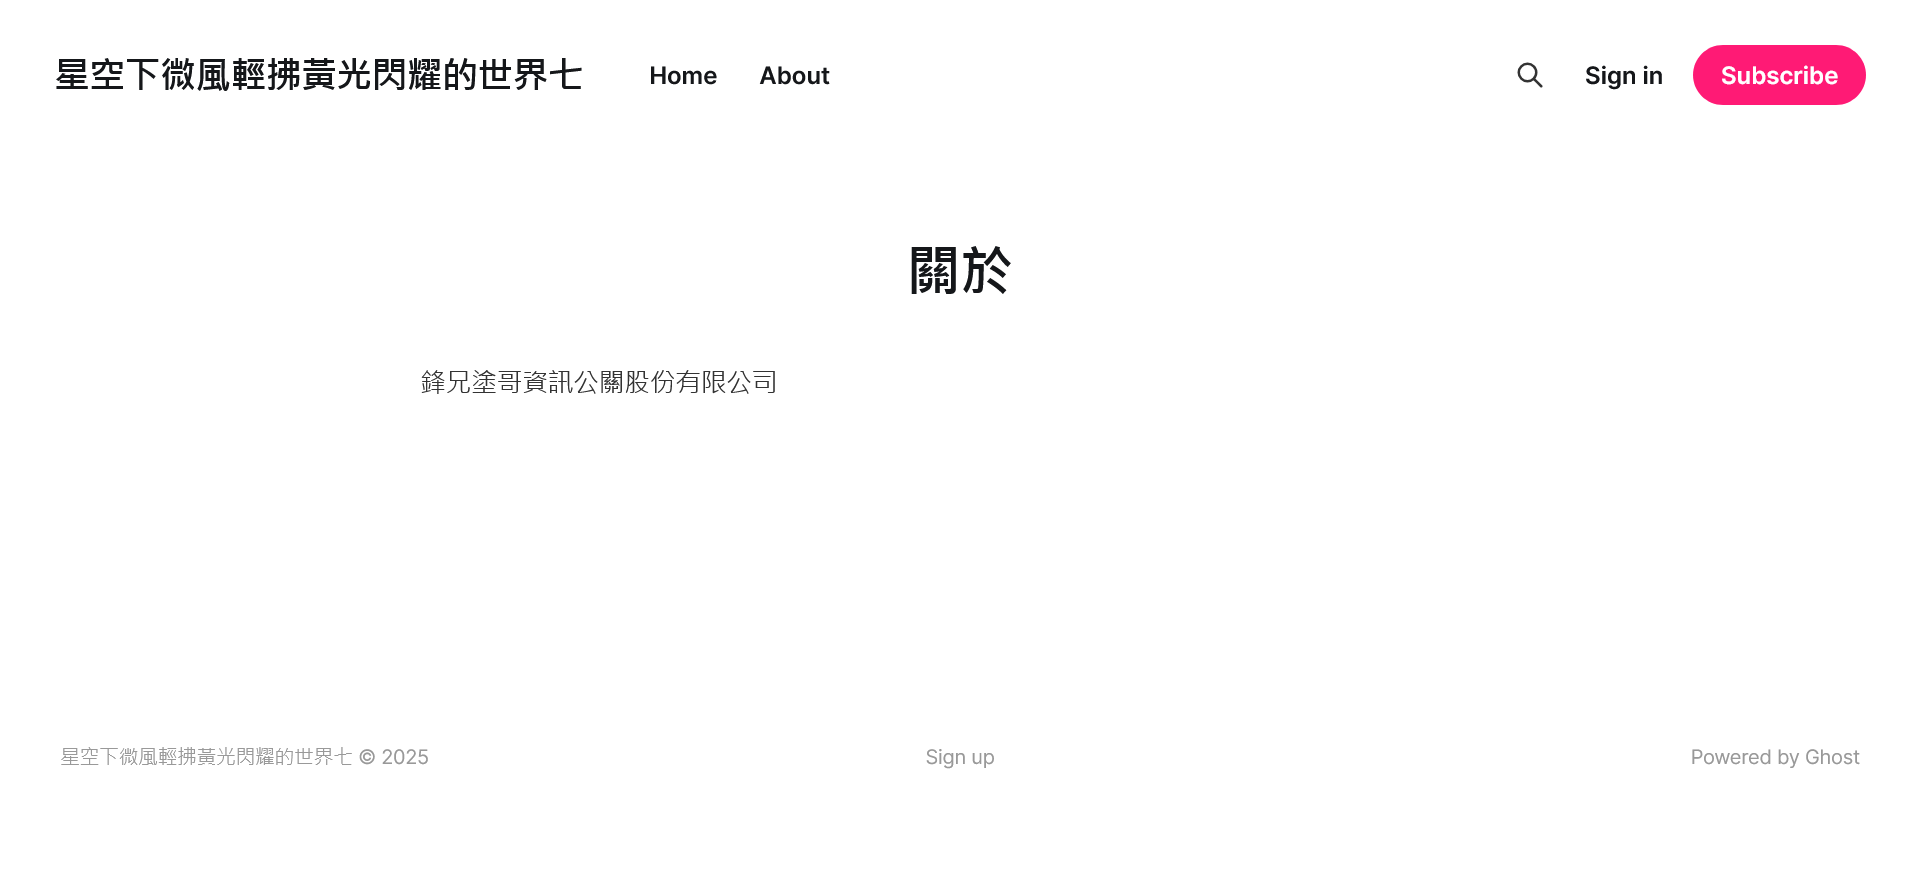 星空下微風輕拂黃光閃耀的世界七 Home About Sign in Subscribe
關於
鋒兄塗哥資訊公關股份有限公司
星空下微風輕拂黃光閃耀的世界七 © 2025 Sign up Powered by Ghost